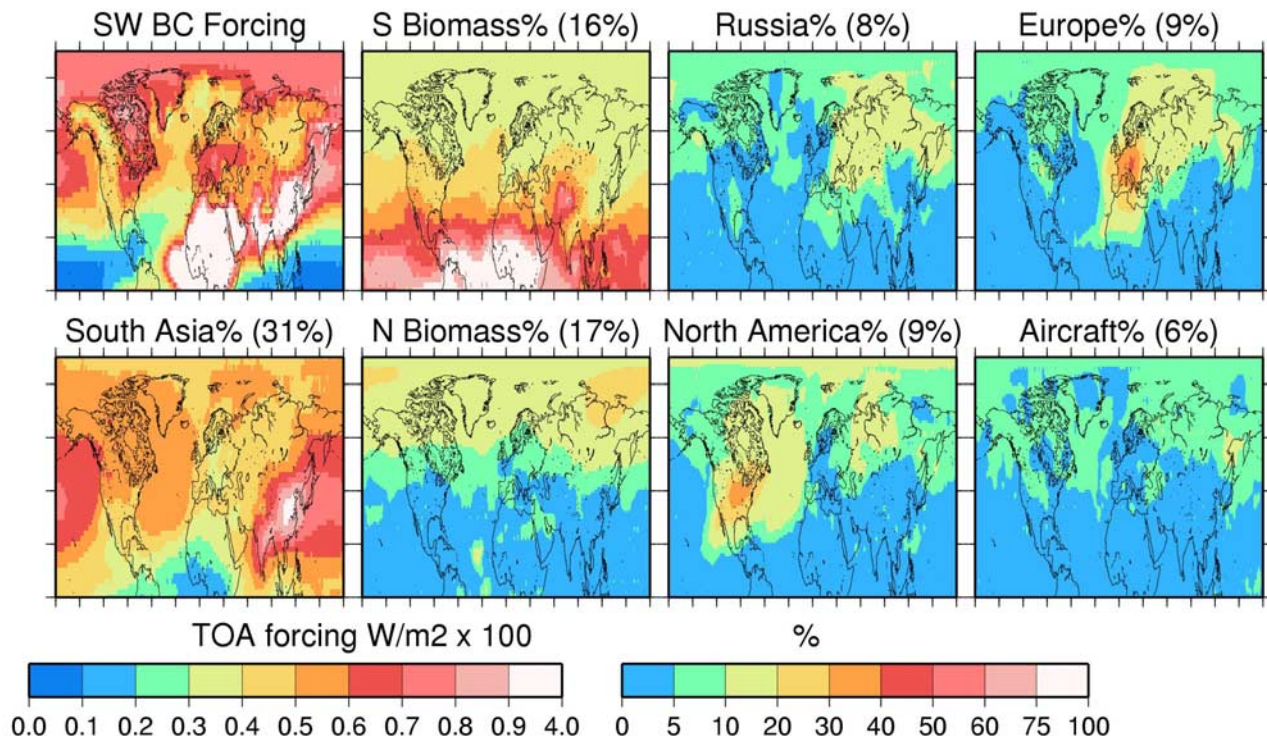 SW BC Forcing
S Biomass% (16%)
Russia% (8%)
Europe% (9%)
South Asia% (31%)
N Biomass% (17%)
North America% (9%)
Aircraft% (6%)
TOA forcing W/m2 x 100
%
0.0 0.1 0.2 0.3 0.4 0.5 0.6 0.7 0.8 0.9 4.0
0 5 10 20 30 40 50 60 75 100